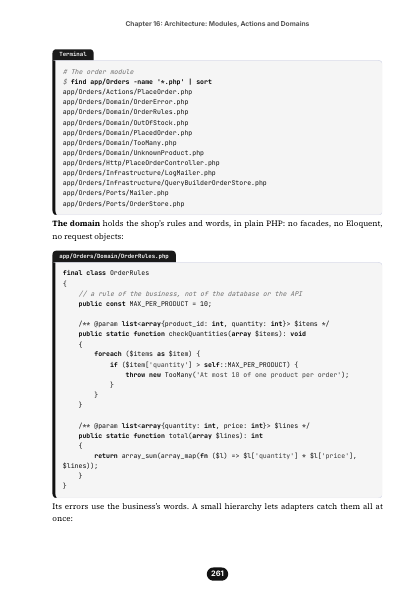 Chapter 16: Architecture: Modules, Actions and Domains
Terminal
# The order module
$ find app/Orders -name '*.php' | sort
app/Orders/Actions/PlaceOrder.php
app/Orders/Domain/OrderError.php
app/Orders/Domain/OrderRules.php
app/Orders/Domain/OutOfStock.php
app/Orders/Domain/PlacedOrder.php
app/Orders/Domain/TooMany.php
app/Orders/Domain/UnknownProduct.php
app/Orders/Http/PlaceOrderController.php
app/Orders/Infrastructure/LogMailer.php
app/Orders/Infrastructure/QueryBuilderOrderStore.php
app/Orders/Ports/Mailer.php
app/Orders/Ports/OrderStore.php
The domain holds the shop's rules and words, in plain PHP: no facades, no Eloquent,
no request objects:
app/Orders/Domain/OrderRules.php
final class OrderRules
{
    // a rule of the business, not of the database or the API
    public const MAX_PER_PRODUCT = 10;

    /** @param list<array{product_id: int, quantity: int}> $items */
    public static function checkQuantities(array $items): void
    {
        foreach ($items as $item) {
            if ($item['quantity'] > self::MAX_PER_PRODUCT) {
                throw new TooMany('At most 10 of one product per order');
            }
        }
    }

    /** @param list<array{quantity: int, price: int}> $lines */
    public static function total(array $lines): int
    {
        return array_sum(array_map(fn ($l) => $l['quantity'] * $l['price'],
$lines));
    }
}
Its errors use the business's words. A small hierarchy lets adapters catch them all at
once:
261